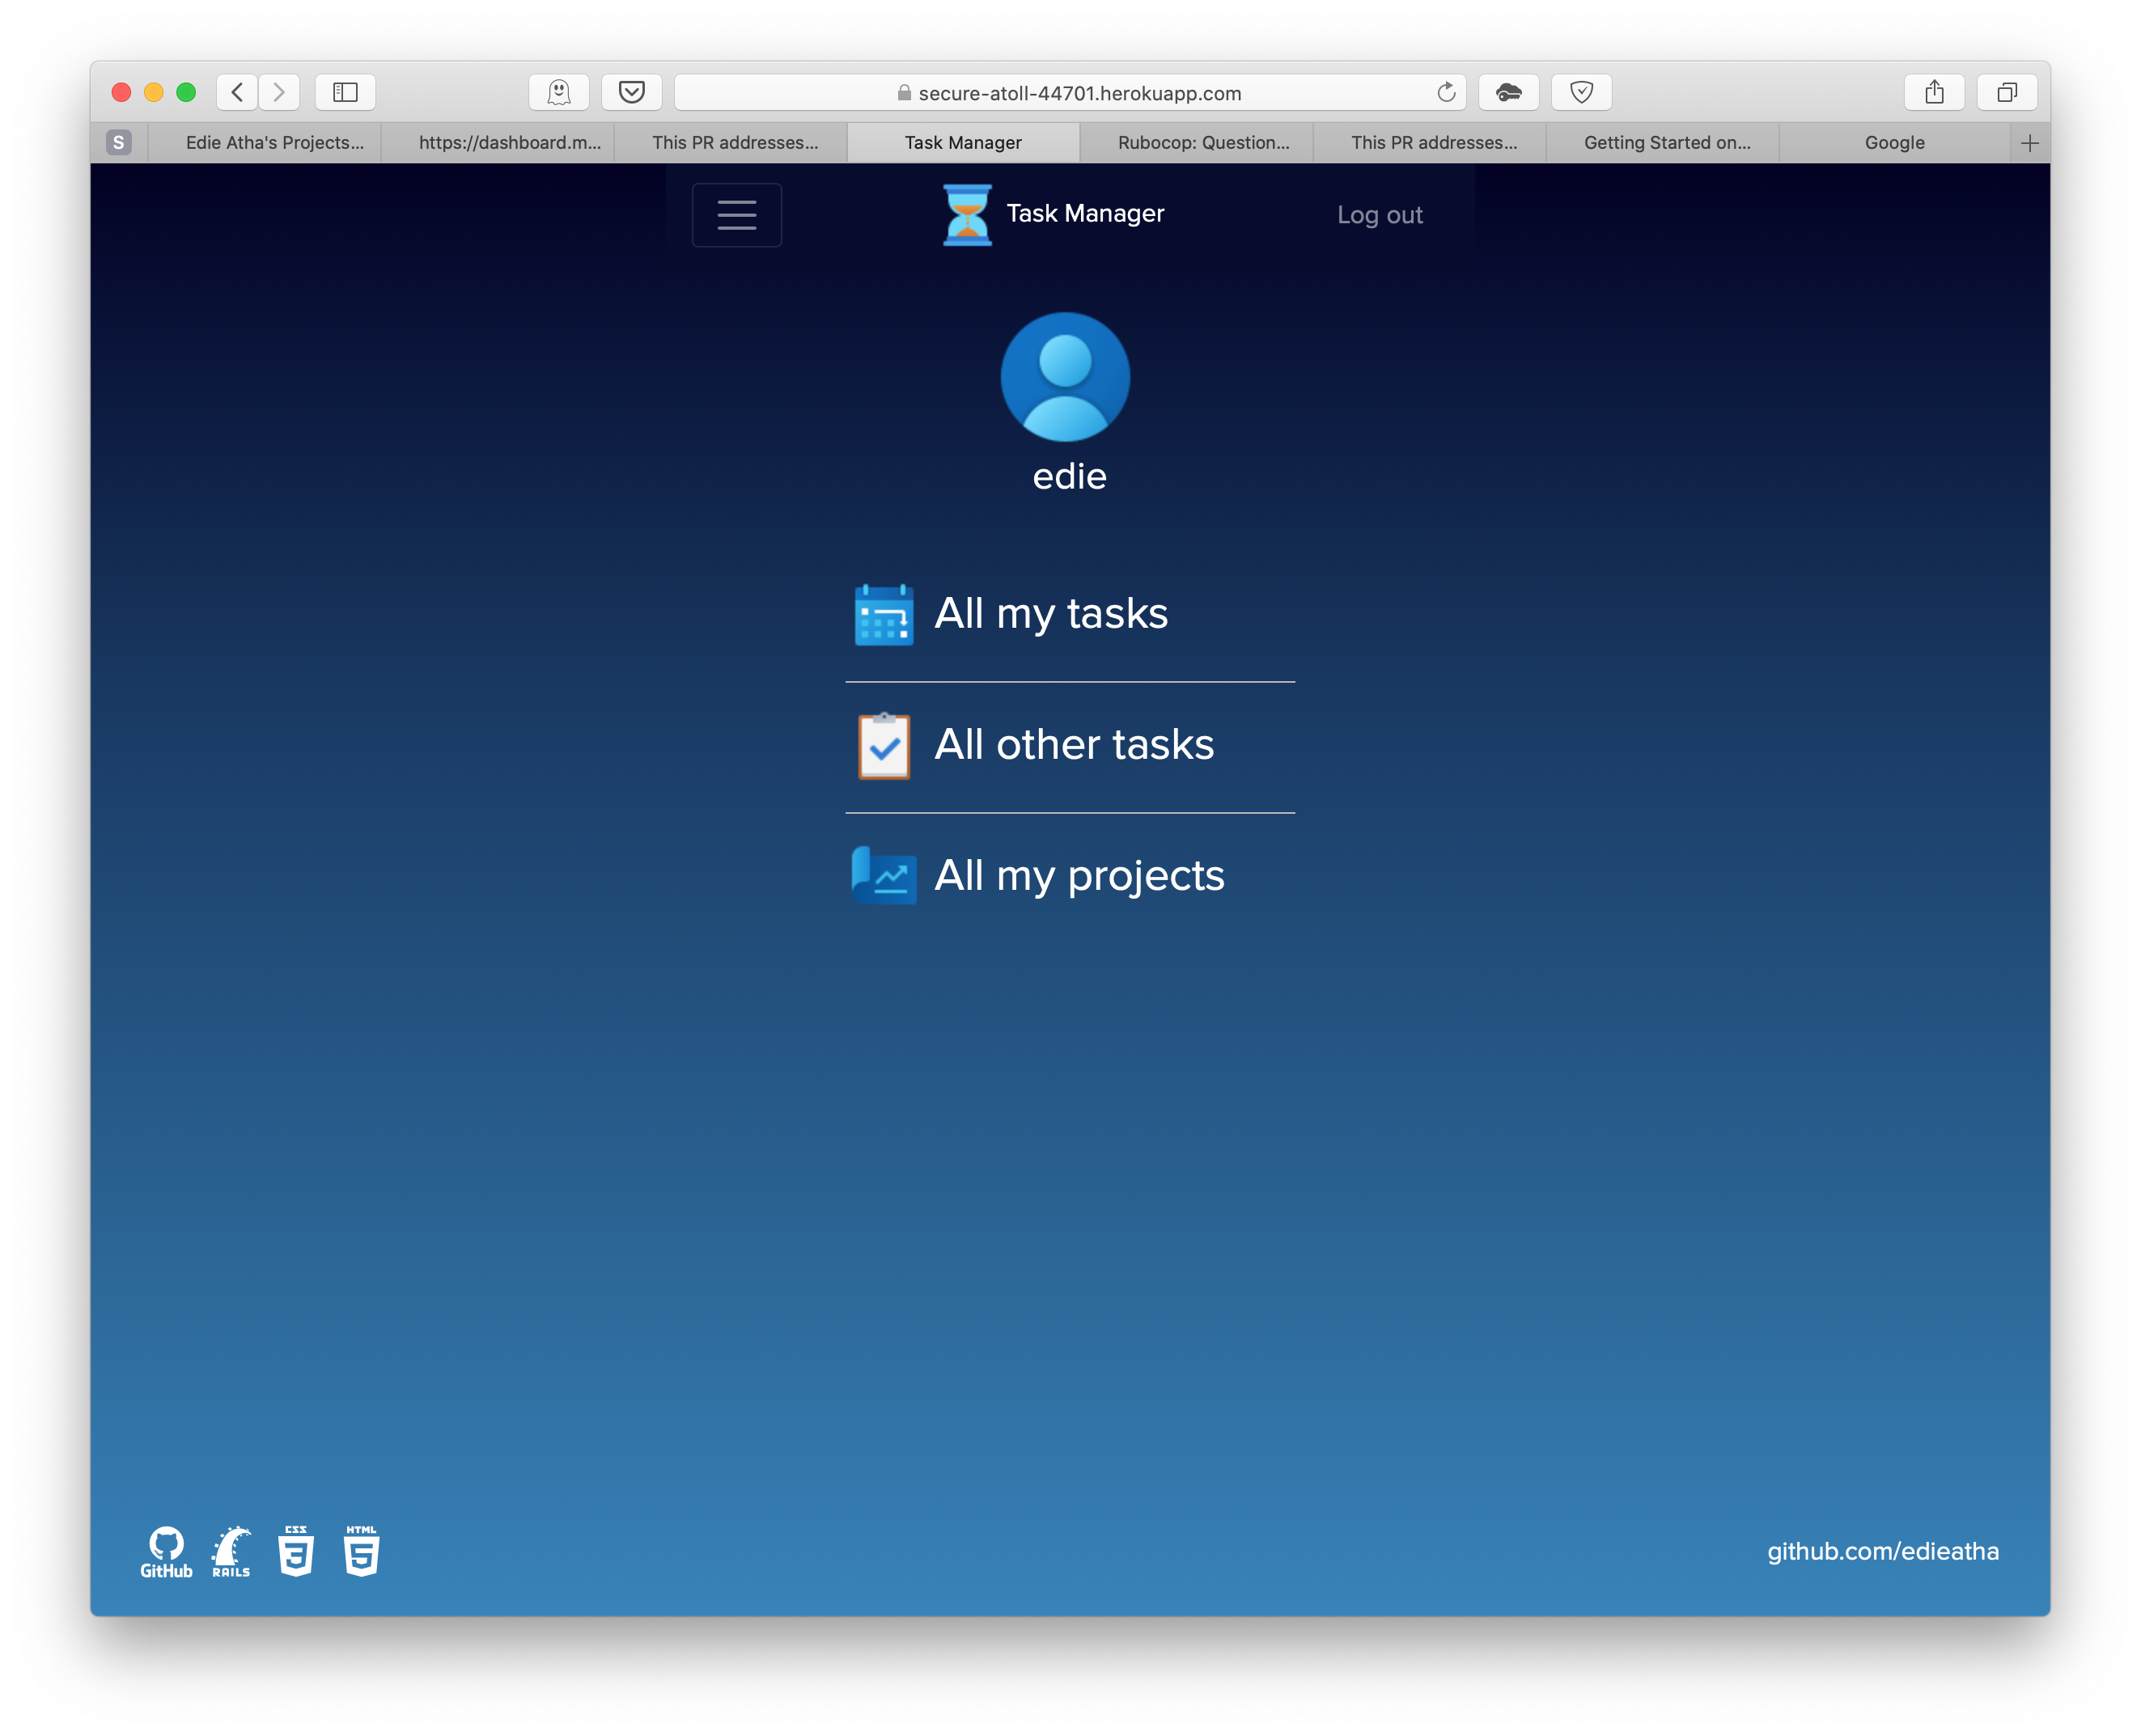 secure-atoll-44701.herokuapp.com
S
Edie Atha's Projects...
https://dashboard.m...
This PR addresses...
Task Manager
Rubocop: Question...
This PR addresses...
Getting Started on...
Google
Task Manager
Log out
edie
All my tasks
All other tasks
All my projects
GitHub
RAILS
CSS
3
HTML
5
github.com/edieatha